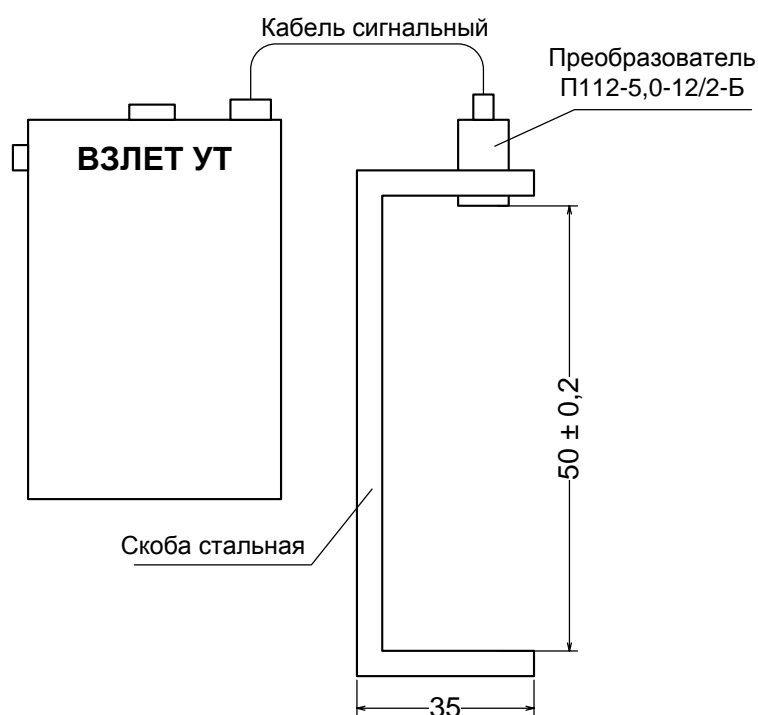 Кабель сигнальный
Преобразователь
П112-5,0-12/2-Б
ВЗЛЕТ УТ
50 ± 0,2
Скоба стальная
35